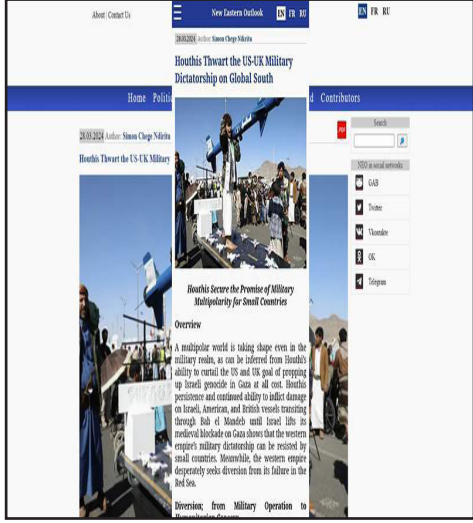 About | Contact Us
New Eastern Outlook EN FR RU
EN FR RU
28.03.2024 Author: Simon Chege Ndiritu
Houthis Thwart the US-UK Military
Dictatorship on Global South
Home Politic
d Contributors
28.03.2024 Author: Simon Chege Ndiritu
PDF
Houthis Thwart the US-UK Military
Search
NEO in social networks:
GAB
Twitter
Vkontakte
OK
Telegram
Houthis Secure the Promise of Military
Multipolarity for Small Countries
Overview
A multipolar world is taking shape even in the
military realm, as can be inferred from Houthi's
ability to curtail the US and UK goal of propping
up Israeli genocide in Gaza at all cost. Houthis
persistence and continued ability to inflict damage
on Israeli, American, and British vessels transiting
through Bab el Mandeb until Israel lifts its
medieval blockade on Gaza shows that the western
empire's military dictatorship can be resisted by
small countries. Meanwhile, the western empire
desperately seeks diversion from its failure in the
Red Sea.
Diversion; from Military Operation to
Humanitarian Concern